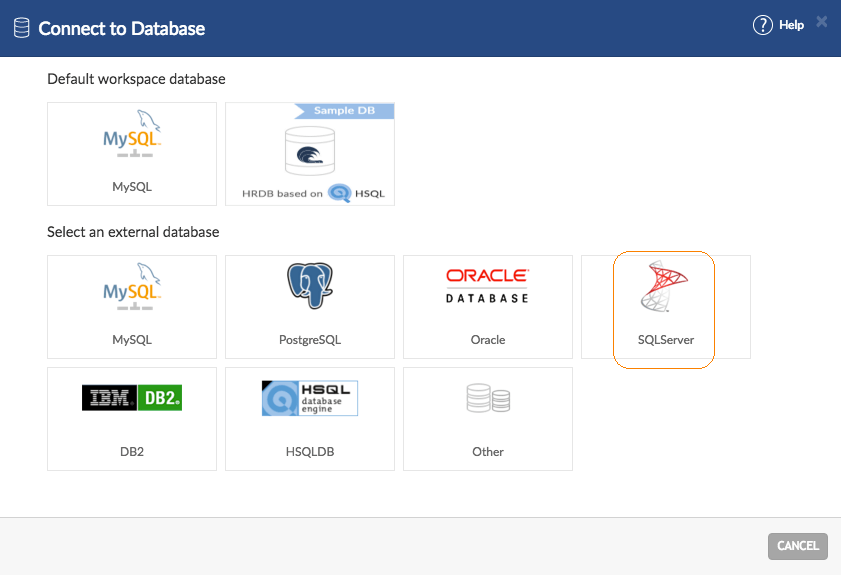 Connect to Database
Help
Default workspace database
MySQL
MySQL
Sample DB
HRDB based on HSQL
Select an external database
MySQL
MySQL
PostgreSQL
ORACLE
DATABASE
Oracle
SQLServer
IBM DB2
DB2
HSQL
database
engine
HSQLDB
Other
CANCEL